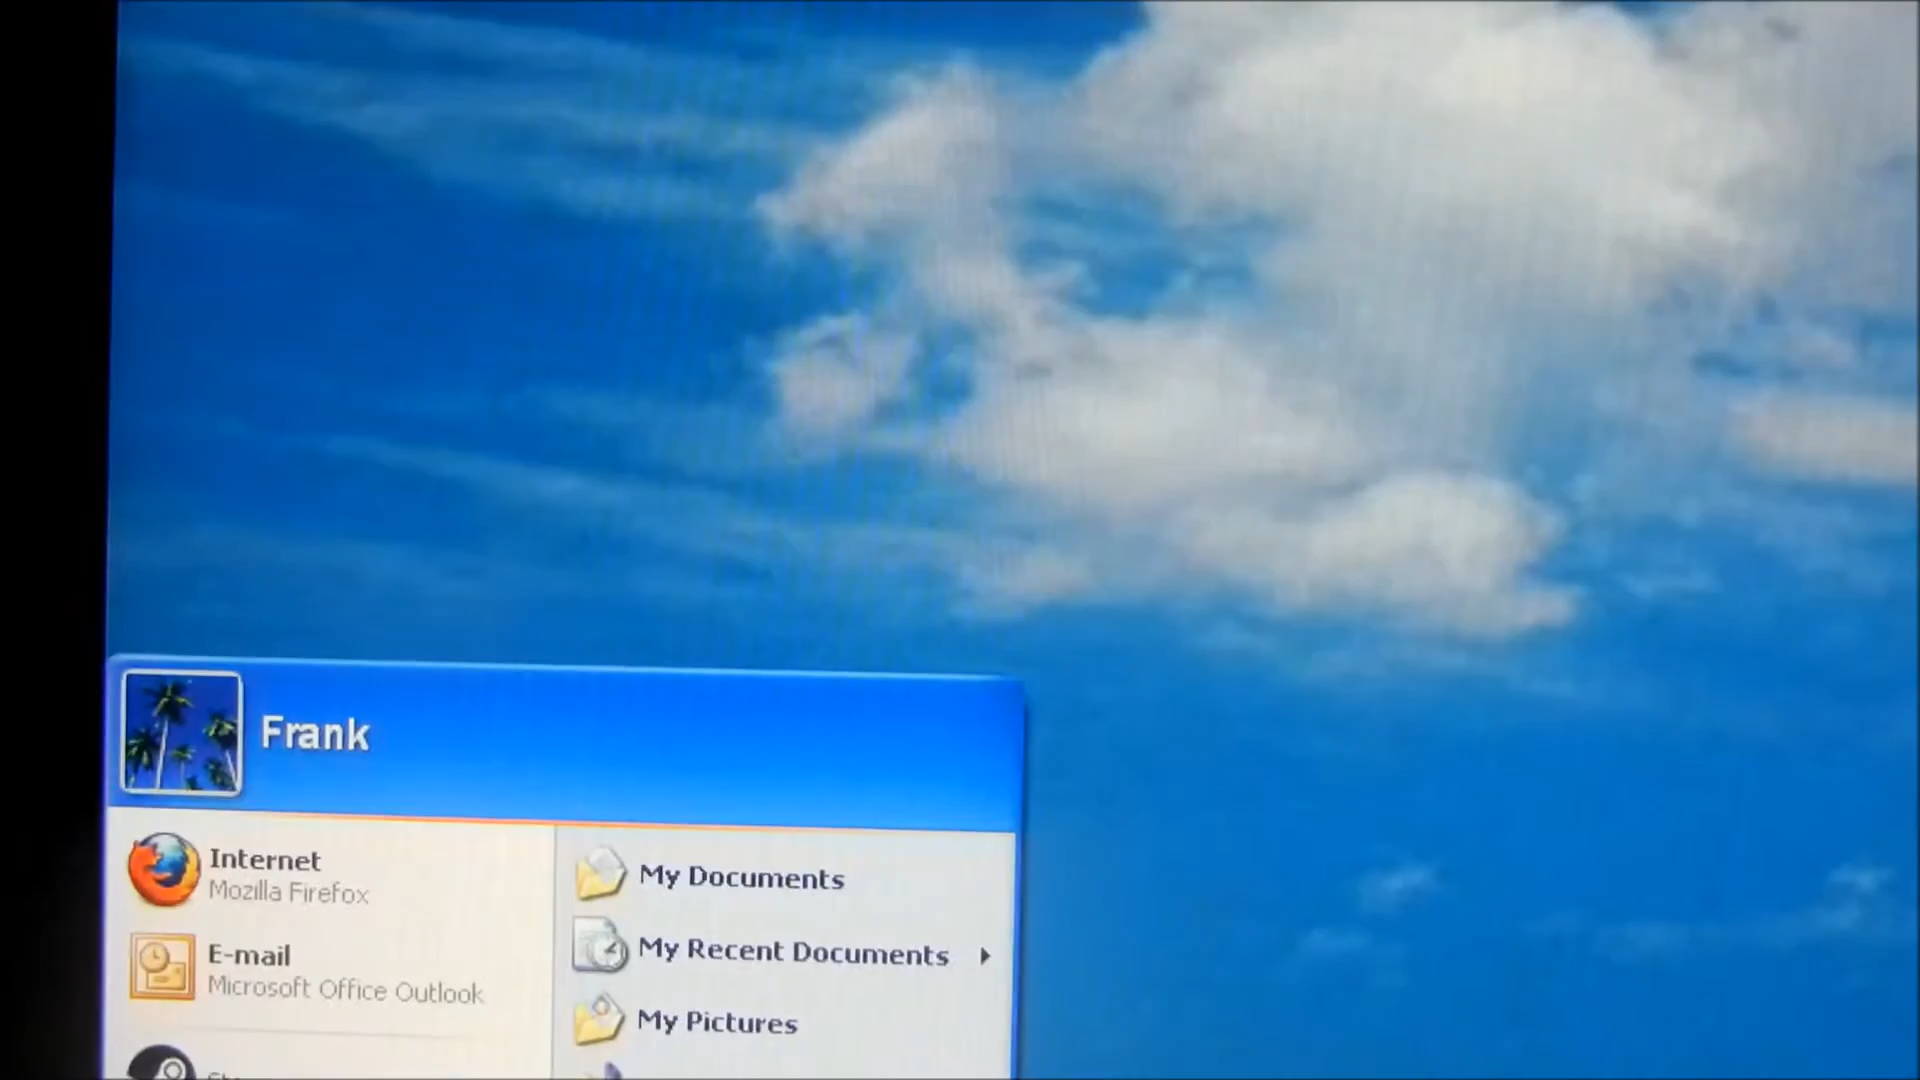 Frank
Internet
Mozilla Firefox
E-mail
Microsoft Office Outlook
My Documents
My Recent Documents
My Pictures